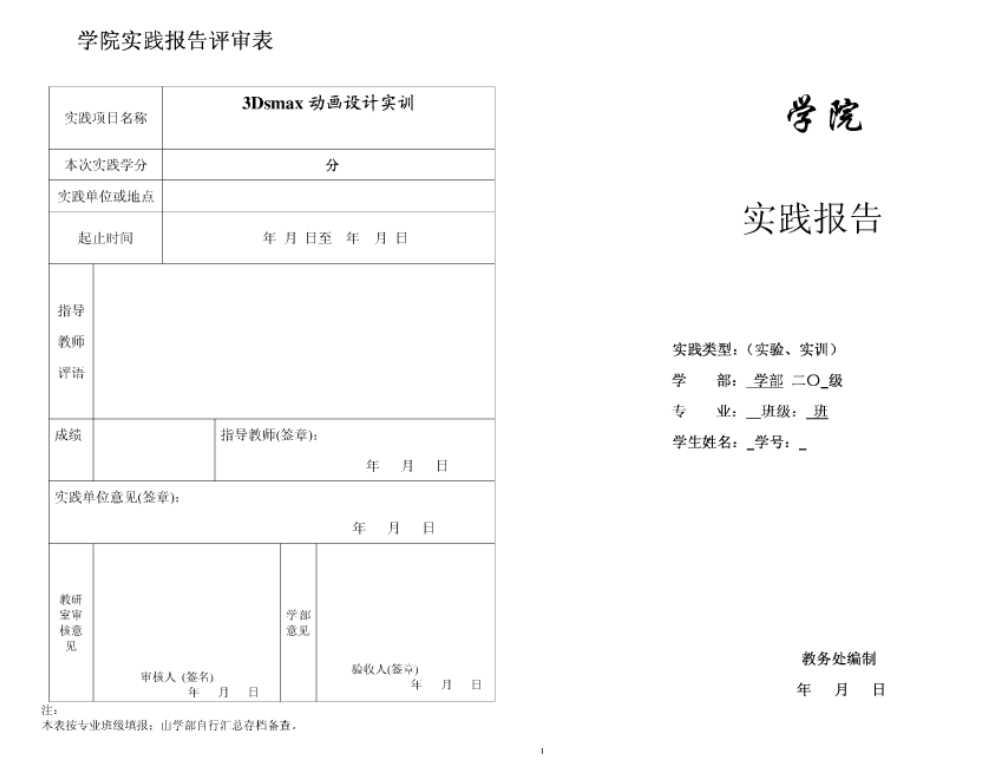 学院实践报告评审表
实践项目名称
3Dsmax 动画设计实训
本次实践学分
分
实践单位或地点
起止时间
年 月 日至 年 月 日
指导
教师
评语
成绩
指导教师(签章):
年 月 日
实践单位意见(签章):
年 月 日
教研
室审
核意
见
审核人 (签名)
年 月 日
学部
意见
验收人(签章)
年 月 日
注:
本表按专业班级填报; 由学部自行汇总存档备查。
学院
实践报告
实践类型:(实验、实训)
学 部: 学部 二〇_级
专 业:__班级: 班
学生姓名:_学号:_
教务处编制
年 月 日
1